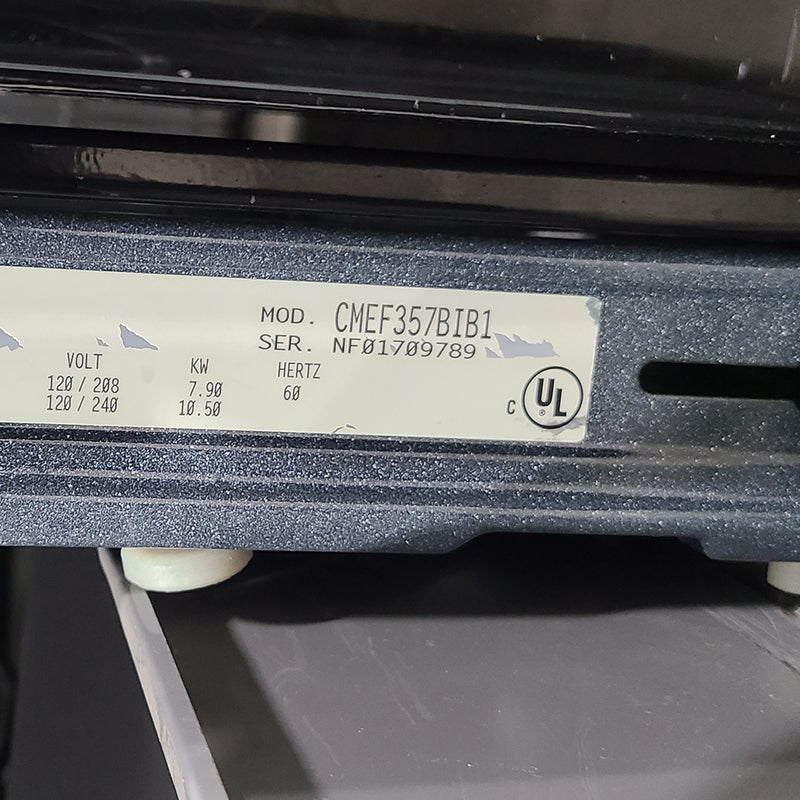 MOD. CMEF357BIB1
SER. NF01709789
VOLT KW HERTZ
120/208 7.90 60
120/240 10.50
C UL ®